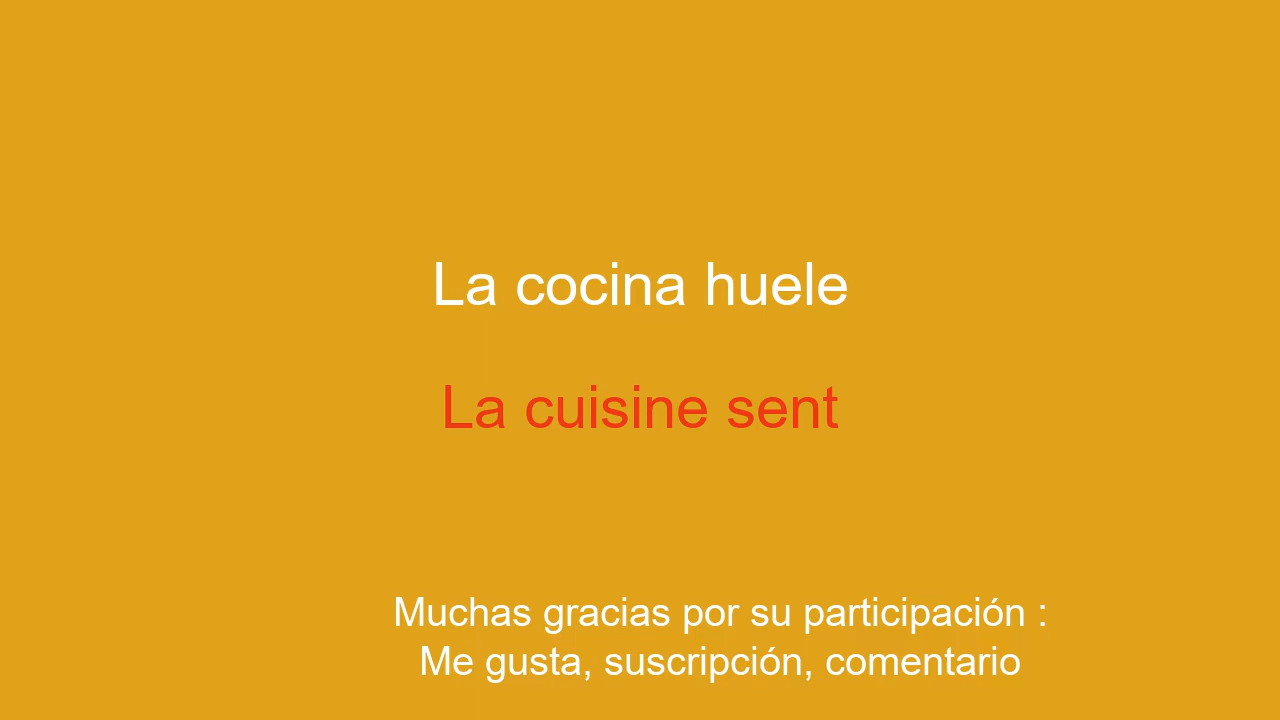 La cocina huele
La cuisine sent
Muchas gracias por su participación :
Me gusta, suscripción, comentario